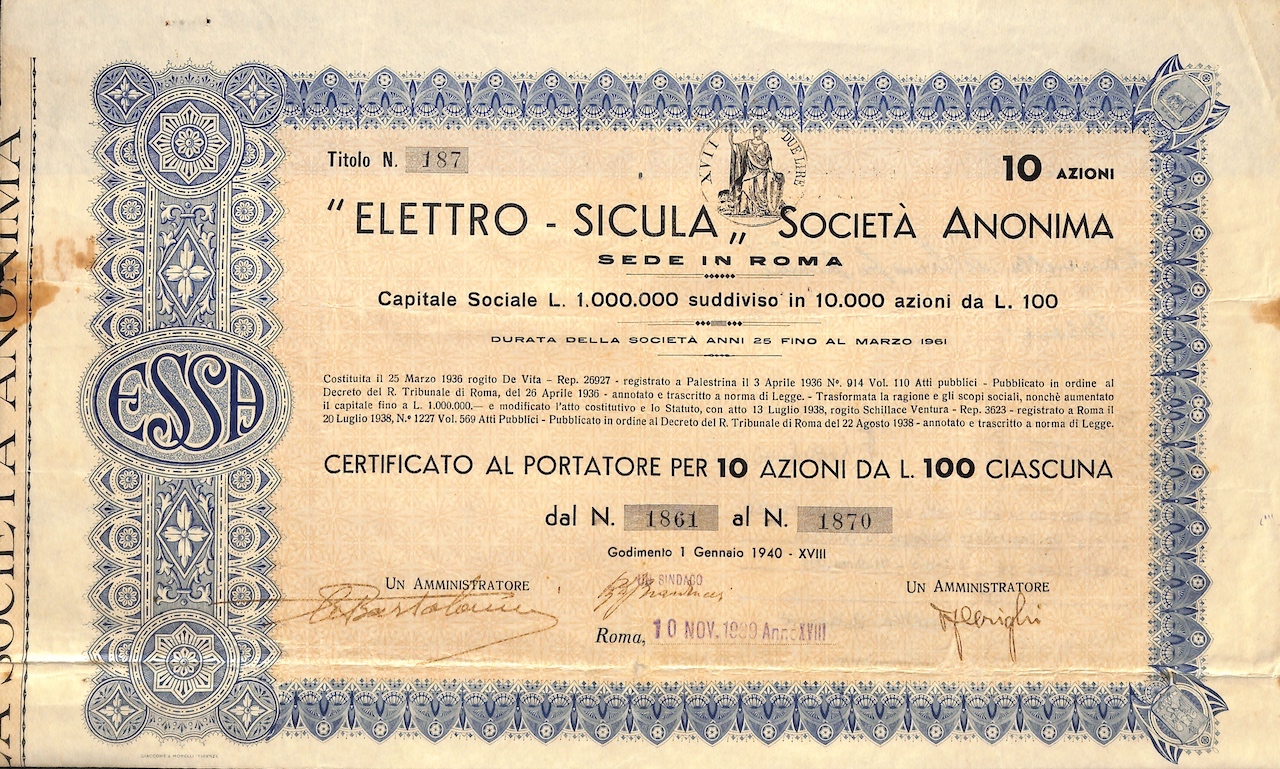 Titolo N. 187
XVII DUE LIRE
10 AZIONI
"ELETTRO - SICULA„ SOCIETÀ ANONIMA
SEDE IN ROMA
Capitale Sociale L. 1.000.000 suddiviso in 10.000 azioni da L. 100
DURATA DELLA SOCIETÀ ANNI 25 FINO AL MARZO 1961
Costituita il 25 Marzo 1936 rogito De Vita – Rep. 26927 - registrato a Palestrina il 3 Aprile 1936 Nº. 914 Vol. 110 Atti pubblici - Pubblicato in ordine al
Decreto del R. Tribunale di Roma, del 26 Aprile 1936 - annotato e trascritto a norma di Legge. - Trasformata la ragione e gli scopi sociali, nonchè aumentato
il capitale fino a L. 1.000.000.— e modificato l'atto costitutivo e lo Statuto, con atto 13 Luglio 1938, rogito Schillace Ventura - Rep. 3623 - registrato a Roma il
20 Luglio 1938, N.º 1227 Vol. 569 Atti Pubblici - Pubblicato in ordine al Decreto del R. Tribunale di Roma del 22 Agosto 1938 - annotato e trascritto a norma di Legge.
ESSA
CERTIFICATO AL PORTATORE PER 10 AZIONI DA L. 100 CIASCUNA
dal N. 1861 al N. 1870
Godimento 1 Gennaio 1940 - XVIII
UN AMMINISTRATORE
UN SINDACO
UN AMMINISTRATORE
Roma, 10 NOV. 1939 Anno XVIII
SOCIETÀ ANONIMA